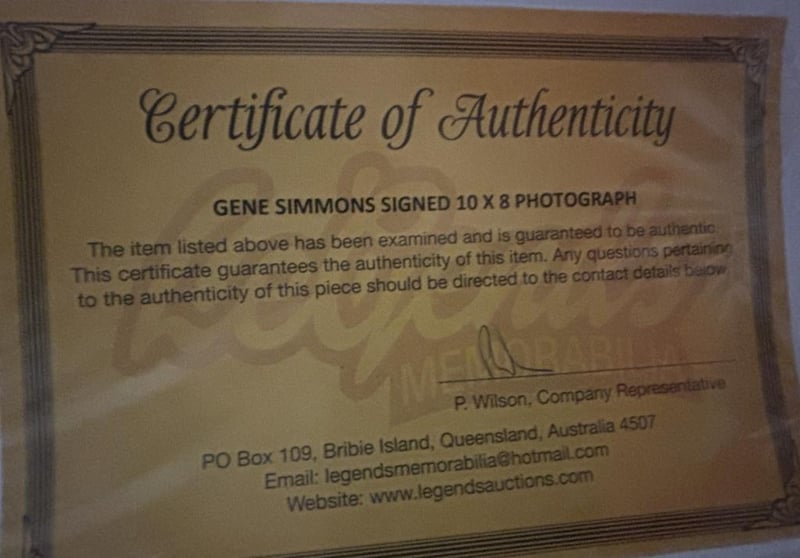 Certificate of Authenticity
GENE SIMMONS SIGNED 10 X 8 PHOTOGRAPH
The item listed above has been examined and is guaranteed to be authentic.
This certificate guarantees the authenticity of this item. Any questions pertaining
to the authenticity of this piece should be directed to the contact details below.
Legends
MEMORABILIA
P. Wilson, Company Representative
PO Box 109, Bribie Island, Queensland, Australia 4507
Email: legendsmemorabilia@hotmail.com
Website: www.legendsauctions.com